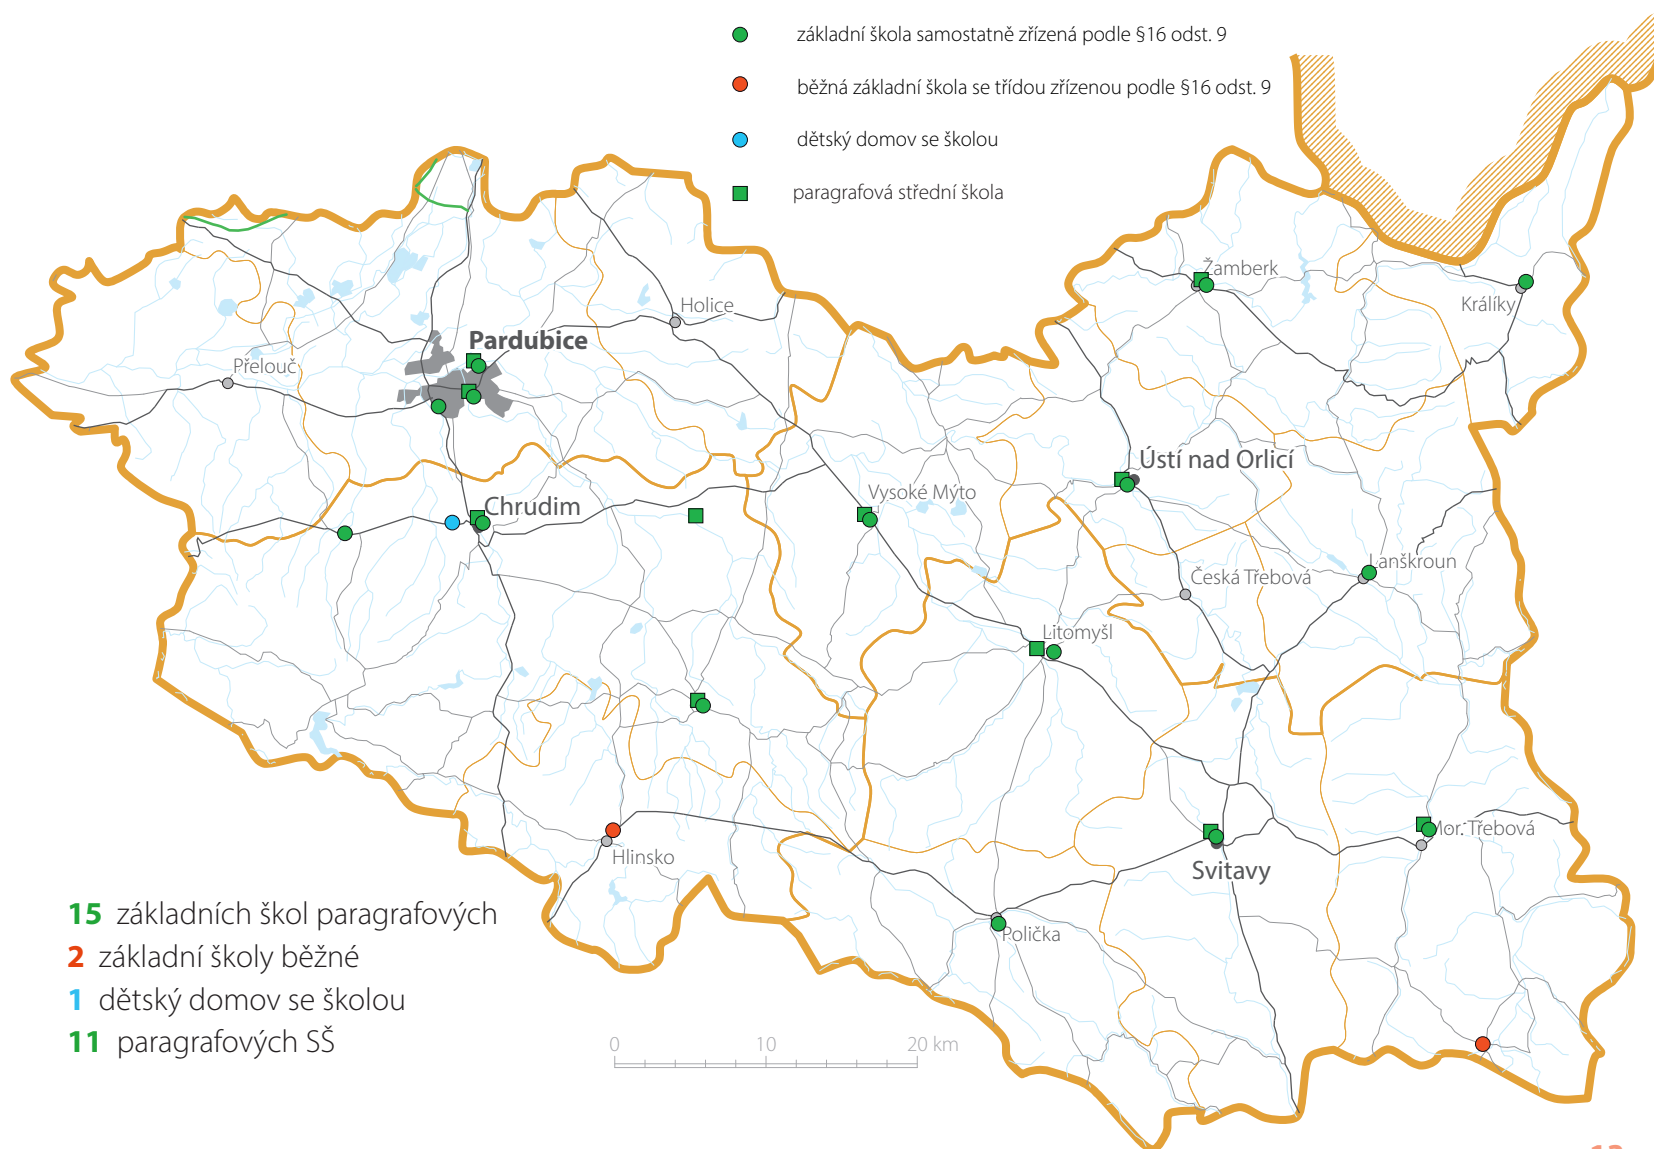 základní škola samostatně zřízená podle §16 odst. 9
běžná základní škola se třídou zřízenou podle §16 odst. 9
dětský domov se školou
paragrafová střední škola
Žamberk
Králíky
Holice
Pardubice
Přelouč
Ústí nad Orlicí
Vysoké Mýto
Chrudim
Lanškroun
Česká Třebová
Litomyšl
Mor. Třebová
Hlinsko
Svitavy
Polička
15 základních škol paragrafových
2 základní školy běžné
1 dětský domov se školou
11 paragrafových SŠ
0 10 20 km